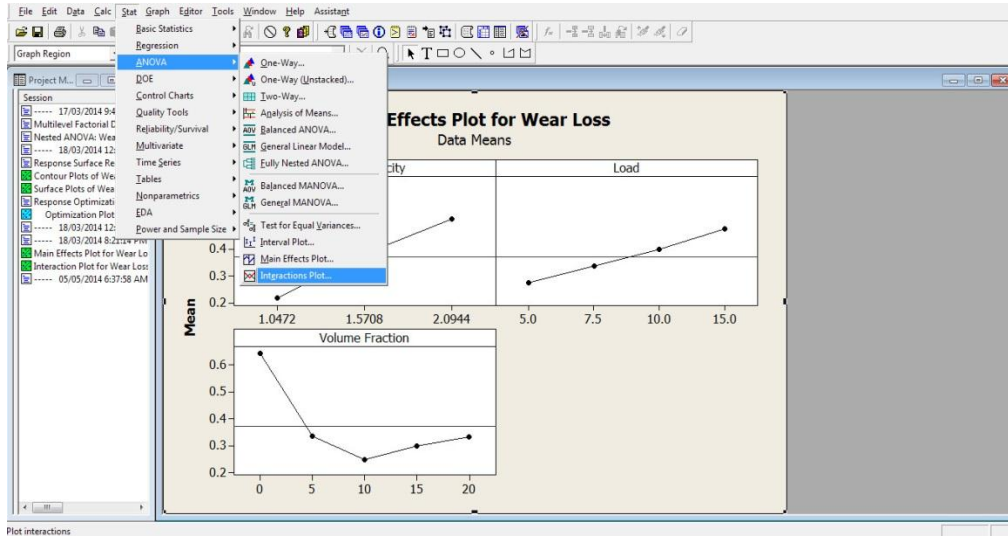 File Edit Data Calc Stat Graph Editor Tools Window Help Assistant
Graph Region
Project M...
Session
----- 17/03/2014 9:4
Multilevel Factorial D
Nested ANOVA: Wea
----- 18/03/2014 12:
Response Surface Re
Contour Plots of Wea
Surface Plots of Wea
Response Optimizati
Optimization Plot
----- 18/03/2014 12:
----- 18/03/2014 8:21:24 PM
Main Effects Plot for Wear Lo
Interaction Plot for Wear Loss
----- 05/05/2014 6:37:58 AM
Basic Statistics
Regression
ANOVA
DOE
Control Charts
Quality Tools
Reliability/Survival
Multivariate
Time Series
Tables
Nonparametrics
EDA
Power and Sample Size
One-Way...
One-Way (Unstacked)...
Two-Way...
Analysis of Means...
Balanced ANOVA...
General Linear Model...
Fully Nested ANOVA...
Balanced MANOVA...
General MANOVA...
Test for Equal Variances...
Interval Plot...
Main Effects Plot...
Interactions Plot...
Effects Plot for Wear Loss
Data Means
city
Load
0.4
0.3
0.2
1.0472 1.5708 2.0944
5.0 7.5 10.0 15.0
Mean
Volume Fraction
0.6
0.5
0.4
0.3
0.2
0 5 10 15 20
Plot interactions